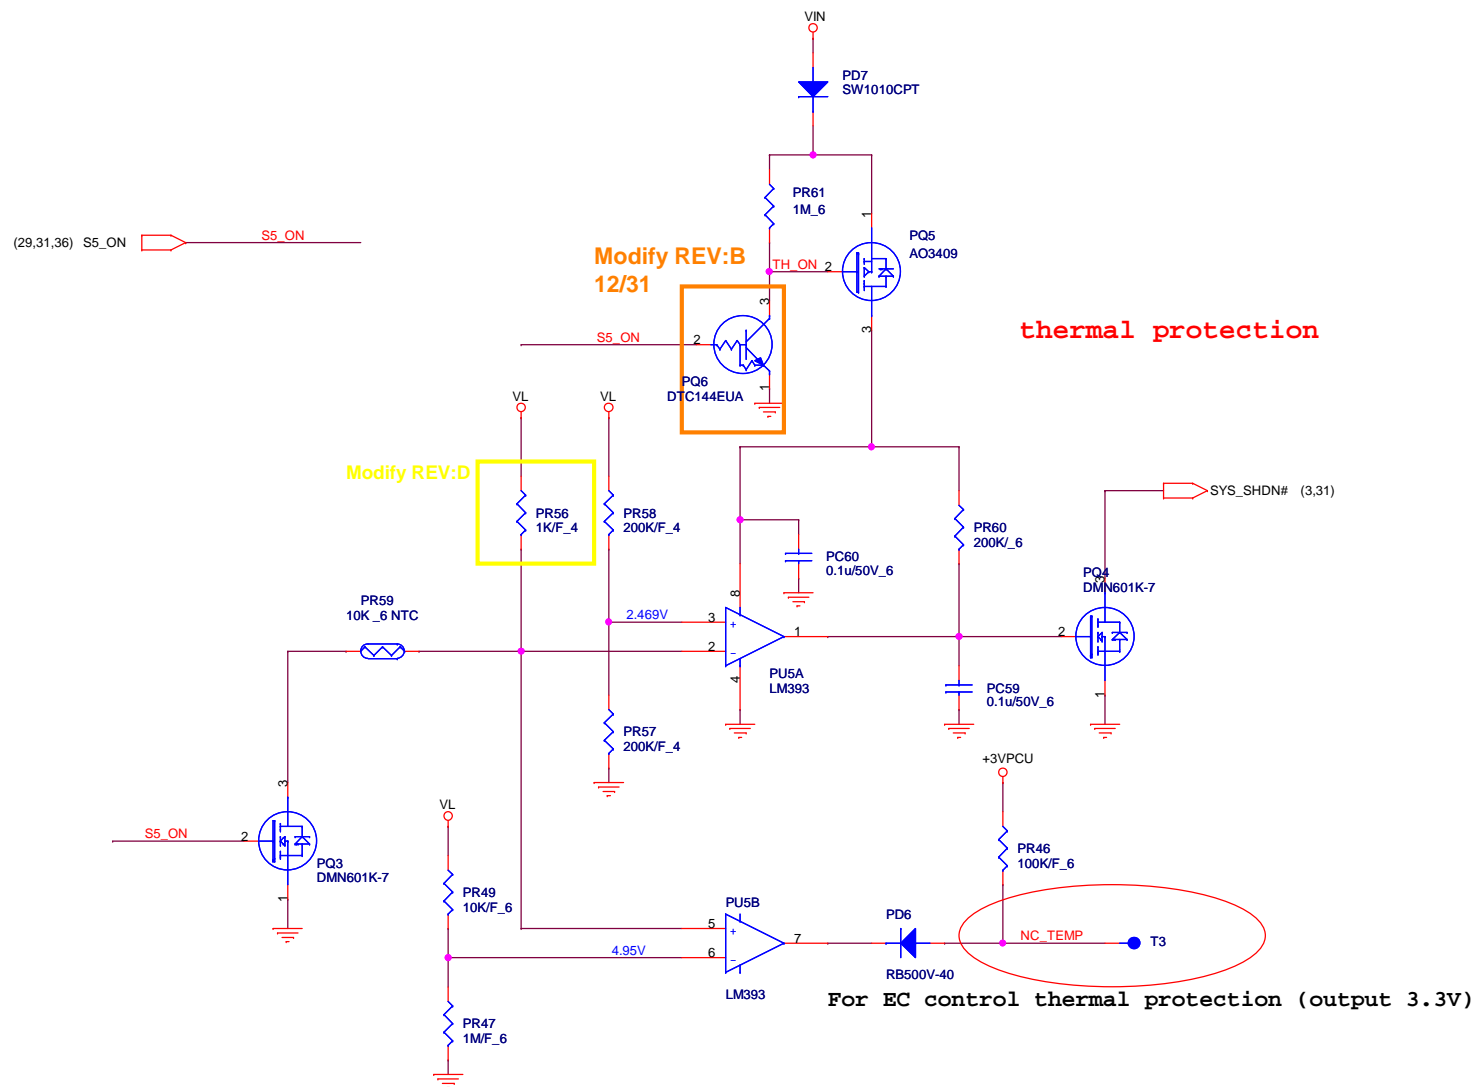 VIN
PD7
SW1010CPT
PR61
1M_6
1
(29,31,36) S5_ON
S5_ON
PQ5
AO3409
Modify REV:B
12/31
TH_ON
2
3
3
thermal protection
S5_ON
2
PQ6
DTC144EUA
1
VL
VL
Modify REV:D
PR56
1K/F_4
PR58
200K/F_4
SYS_SHDN# (3,31)
PR60
200K/_6
PC60
0.1u/50V_6
PQ4
DMN601K-7
3
8
PR59
10K_6 NTC
2.469V
3
+
1
2
2
-
PU5A
LM393
4
PC59
0.1u/50V_6
1
PR57
200K/F_4
+3VPCU
3
VL
S5_ON
2
PQ3
DMN601K-7
1
PR46
100K/F_6
PR49
10K/F_6
PU5B
5
+
7
PD6
NC_TEMP
T3
4.95V
6
-
RB500V-40
LM393
For EC control thermal protection (output 3.3V)
PR47
1M/F_6